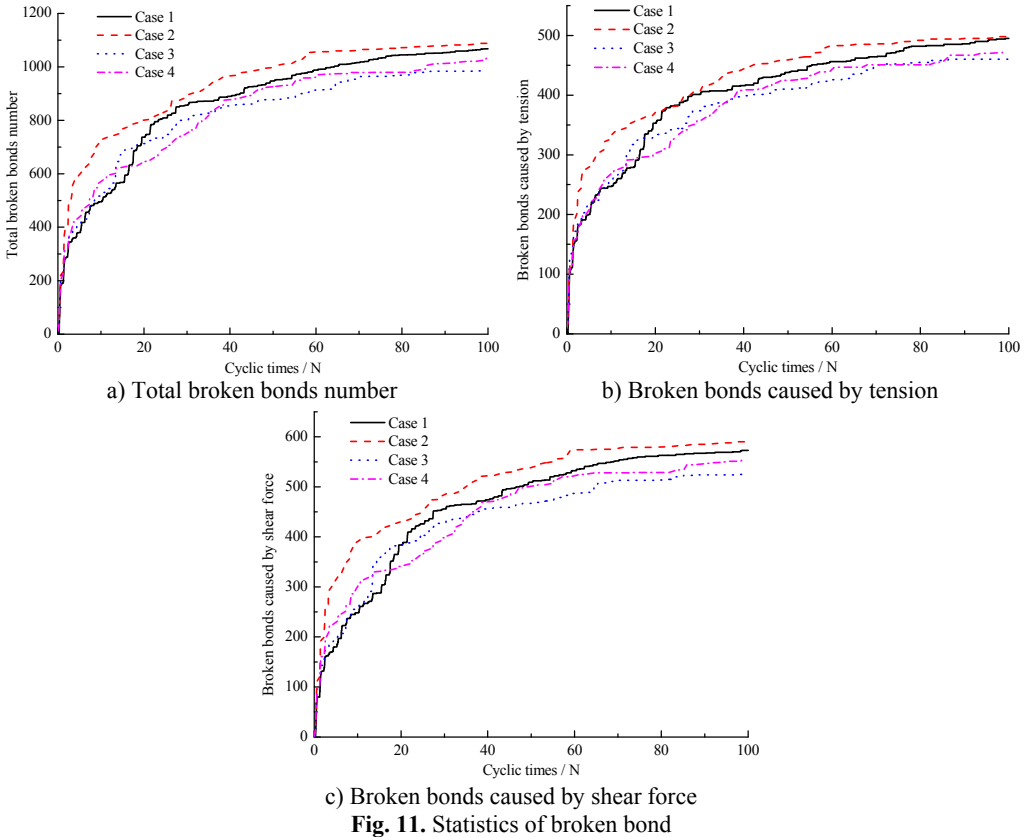 Case 1
Case 2
Case 3
Case 4
Total broken bonds number
1200
1000
800
600
400
200
0
0 20 40 60 80 100
Cyclic times / N
a) Total broken bonds number
Case 1
Case 2
Case 3
Case 4
Broken bonds caused by tension
500
400
300
200
100
0
0 20 40 60 80 100
Cyclic times / N
b) Broken bonds caused by tension
Case 1
Case 2
Case 3
Case 4
Broken bonds caused by shear force
600
500
400
300
200
100
0
0 20 40 60 80 100
Cyclic times / N
c) Broken bonds caused by shear force
Fig. 11. Statistics of broken bond